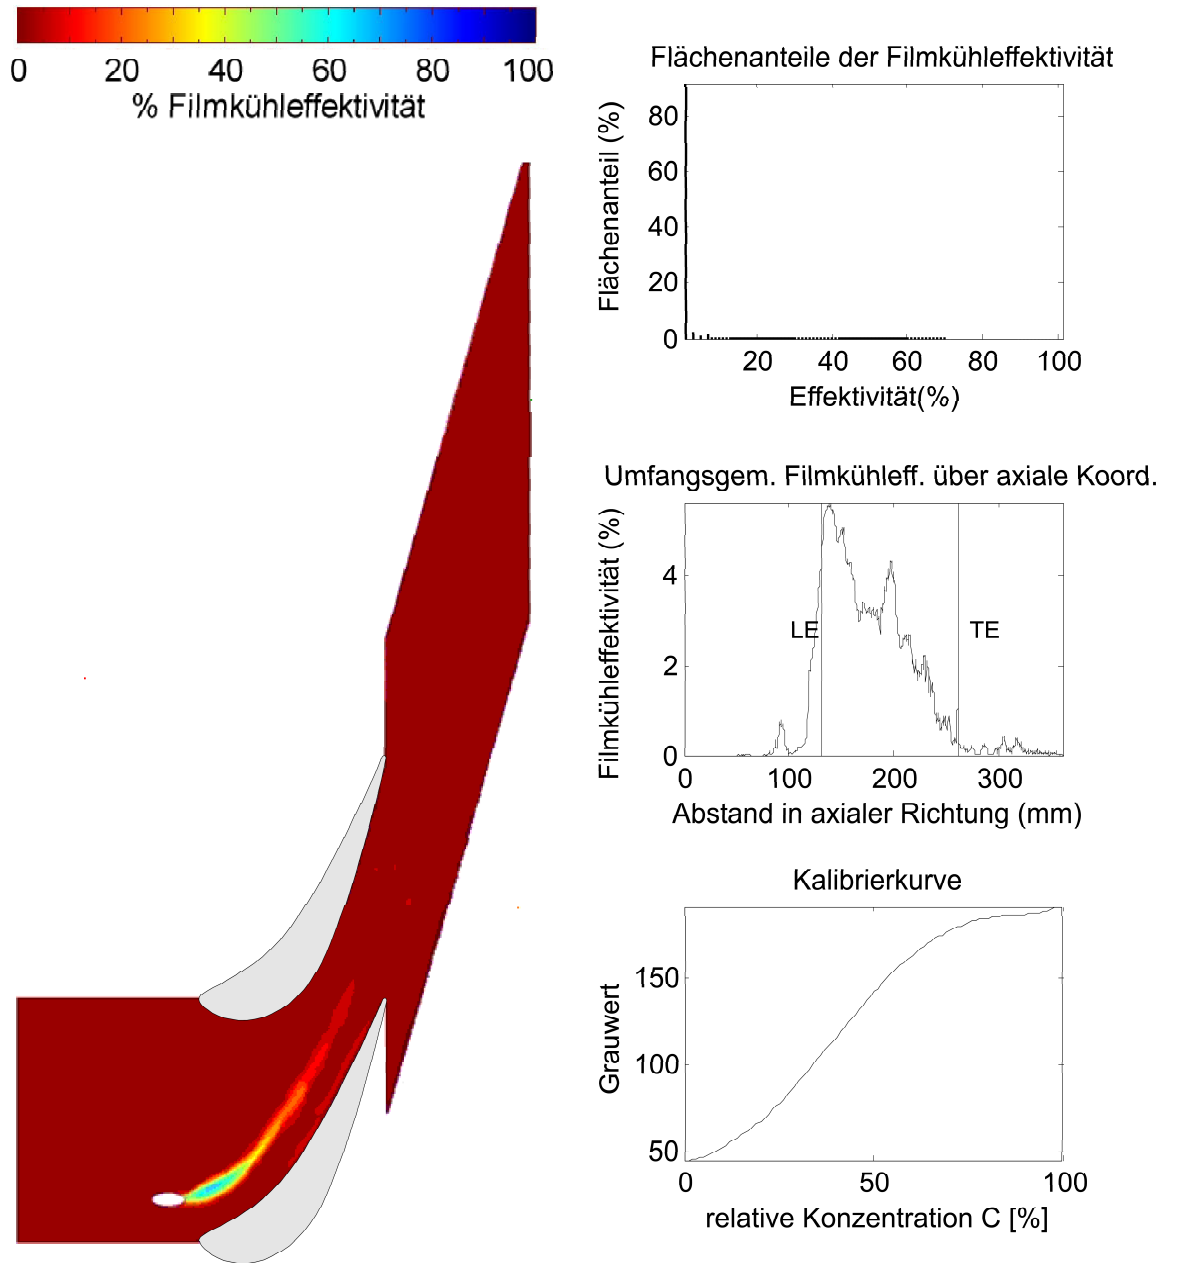 0 20 40 60 80 100
% Filmkühleffektivität
Flächenanteile der Filmkühleffektivität
Flächenanteil (%)
80
60
40
20
0
20 40 60 80 100
Effektivität(%)
Umfangsgem. Filmkühleff. über axiale Koord.
Filmkühleffektivität (%)
4
2
0
LE TE
0 100 200 300
Abstand in axialer Richtung (mm)
Kalibrierkurve
Grauwert
150
100
50
0 50 100
relative Konzentration C [%]